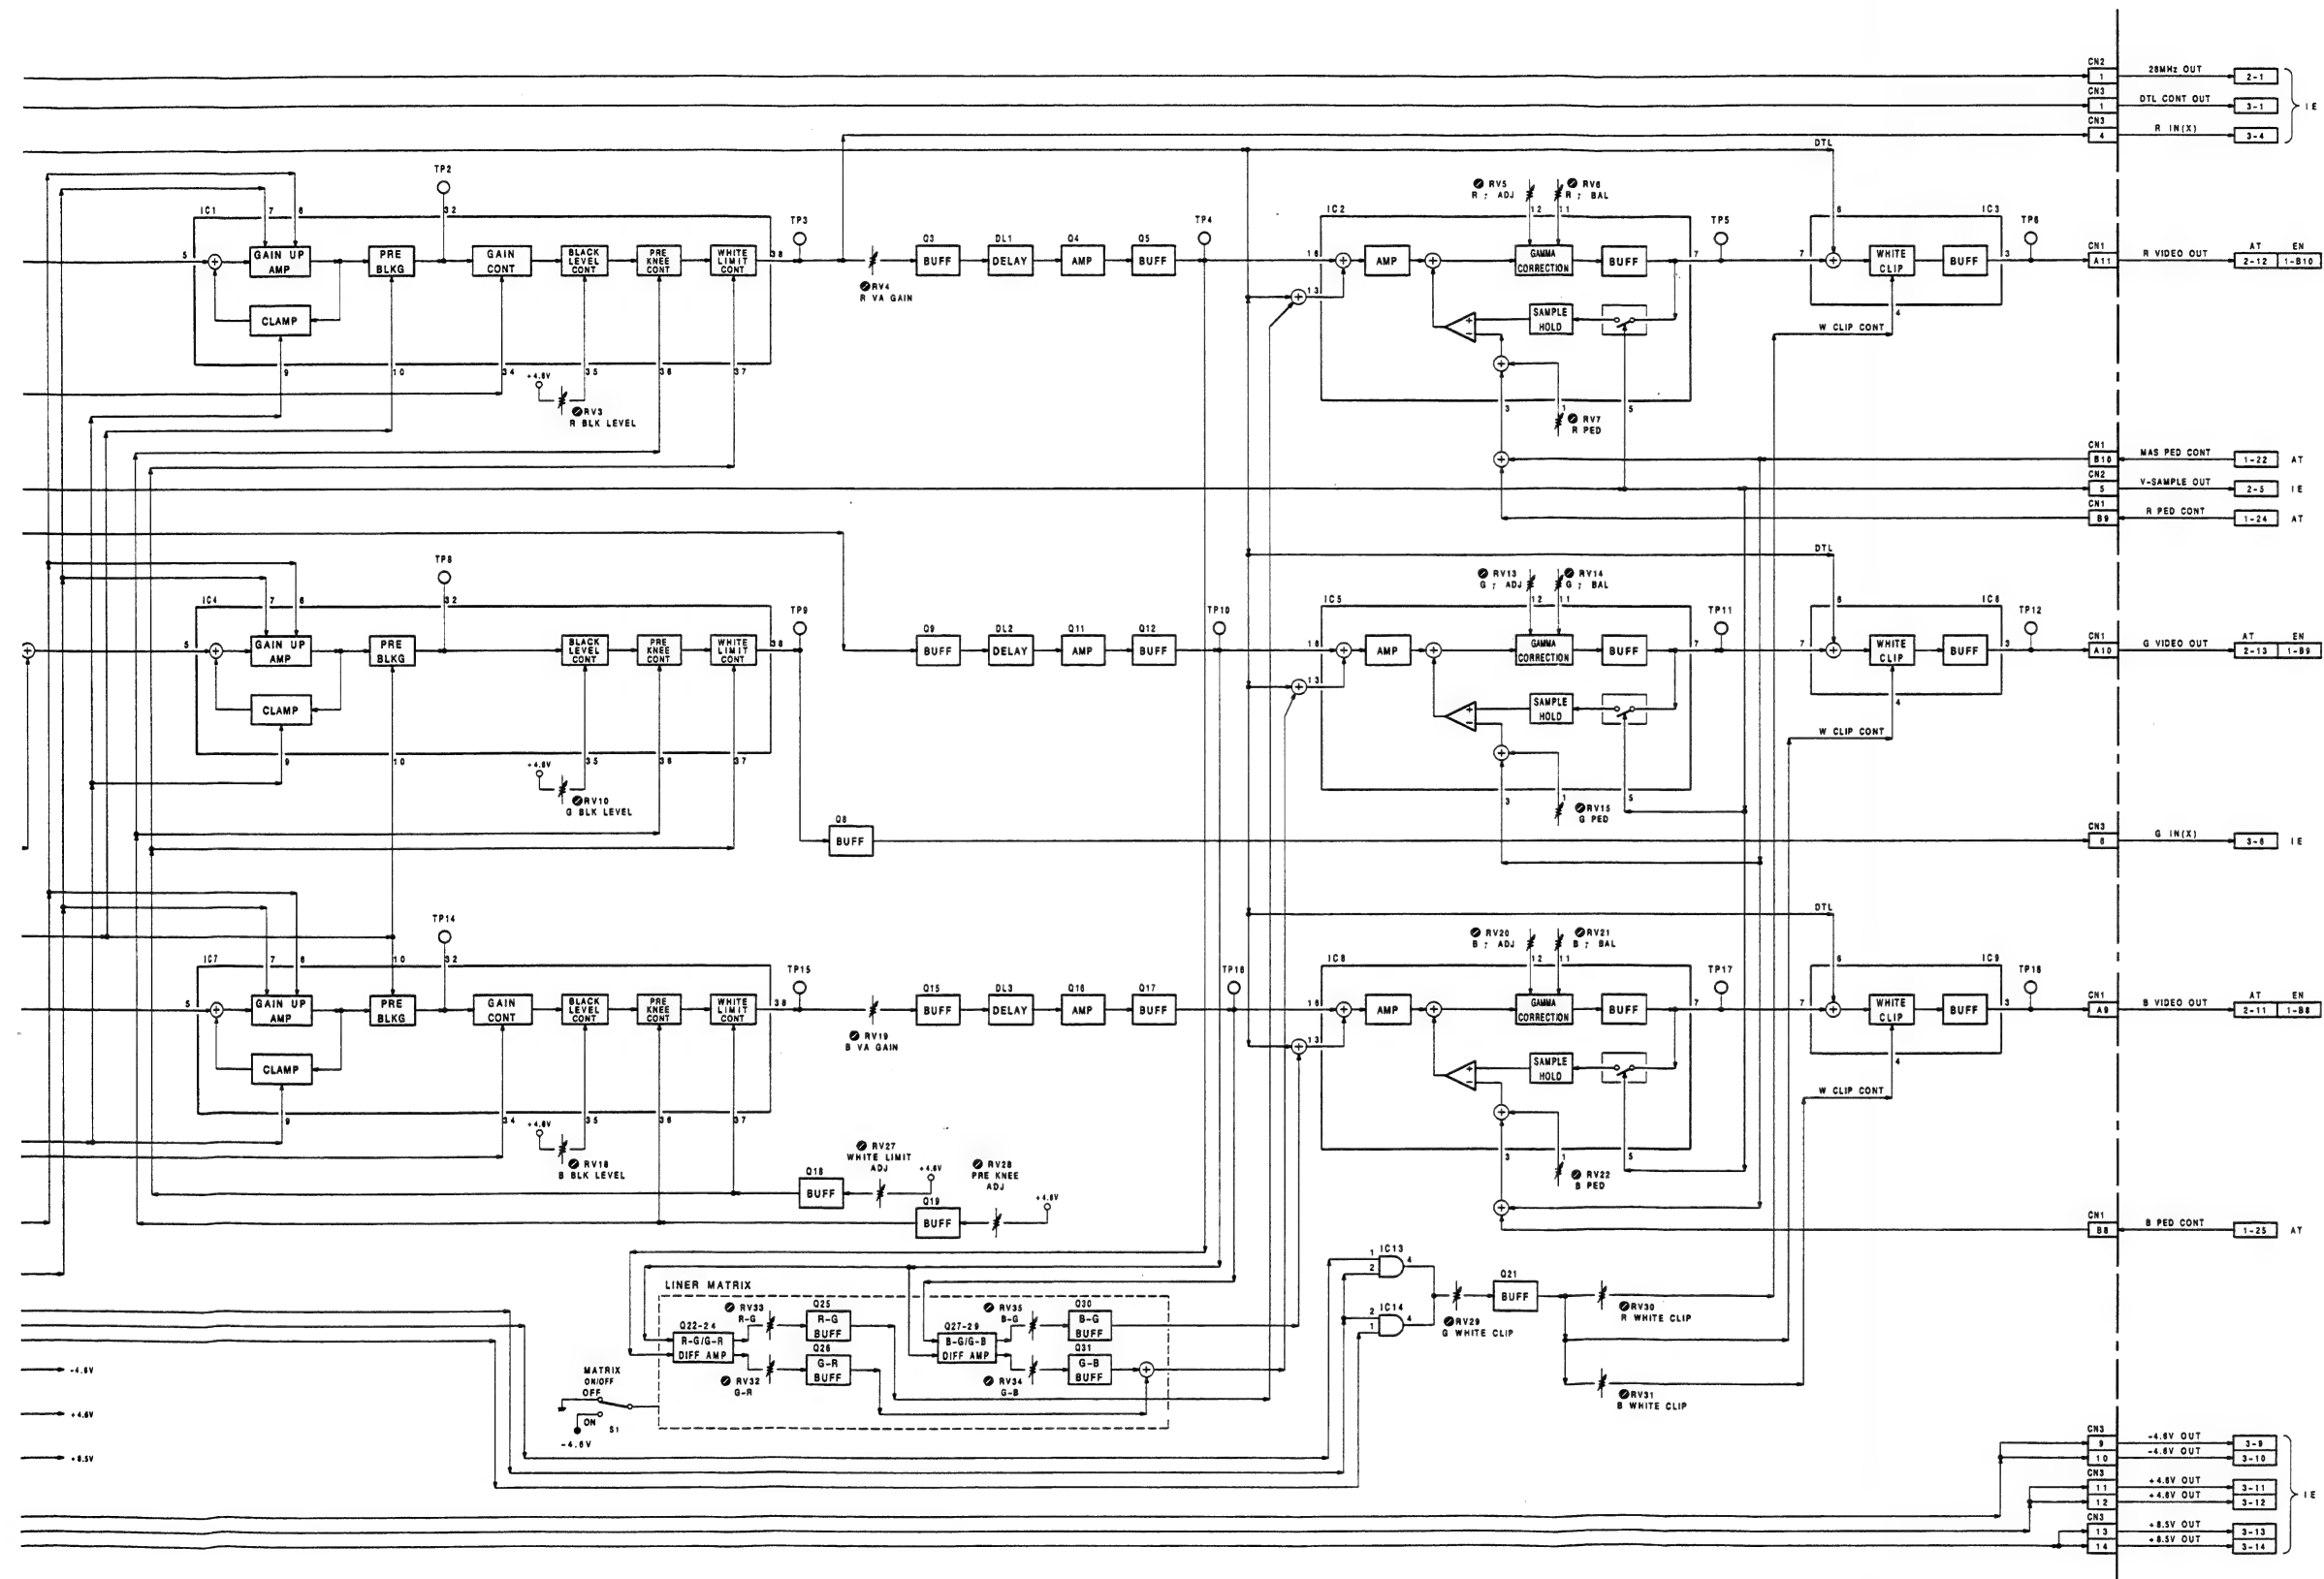 CN2
1 28MHz OUT 2-1
CN3
1 DTL CONT OUT 3-1 IE
CN3
4 R IN(X) 3-4
DTL
TP2
RV5
R γ ADJ
RV6
R γ BAL
IC1 7 6 32
TP3
TP4
IC2 12 11
TP5
6 IC3
TP6
5 GAIN UP AMP
PRE BLKG
GAIN CONT
BLACK LEVEL CONT
PRE KNEE CONT
WHITE LIMIT CONT
38
RV4
R VA GAIN
Q3
BUFF
DL1
DELAY
Q4
AMP
Q5
BUFF
16
13
AMP
GAMMA CORRECTION
BUFF
7
7
WHITE CLIP
BUFF
3
CN1
A11 R VIDEO OUT
AT EN
2-12 1-B10
CLAMP
SAMPLE HOLD
+
-
4
W CLIP CONT
9 10 34 35 36 37
+4.6V
RV3
R BLK LEVEL
3 1 5
RV7
R PED
CN1
B10 MAS PED CONT 1-22 AT
CN2
5 V-SAMPLE OUT 2-5 IE
CN1
B9 R PED CONT 1-24 AT
DTL
TP8
RV13
G γ ADJ
RV14
G γ BAL
IC4 7 6 32
TP9
TP10
IC5 12 11
TP11
6 IC6
TP12
5 GAIN UP AMP
PRE BLKG
BLACK LEVEL CONT
PRE KNEE CONT
WHITE LIMIT CONT
38
Q9
BUFF
DL2
DELAY
Q11
AMP
Q12
BUFF
13
AMP
GAMMA CORRECTION
BUFF
7
7
WHITE CLIP
BUFF
3
CN1
A10 G VIDEO OUT
AT EN
2-13 1-B9
CLAMP
SAMPLE HOLD
+
-
4
W CLIP CONT
9 10 35 36 37
+4.6V
RV10
G BLK LEVEL
3 1 5
RV15
G PED
Q8
BUFF
CN3
G IN(X) 3-6 IE
DTL
TP14
RV20
B γ ADJ
RV21
B γ BAL
IC7 7 6 10 32
TP15
TP16
IC8 12 11
TP17
6 IC9
TP18
5 GAIN UP AMP
PRE BLKG
GAIN CONT
BLACK LEVEL CONT
PRE KNEE CONT
WHITE LIMIT CONT
38
RV19
B VA GAIN
Q15
BUFF
DL3
DELAY
Q16
AMP
Q17
BUFF
16
13
AMP
GAMMA CORRECTION
BUFF
7
7
WHITE CLIP
BUFF
3
CN1
A9 B VIDEO OUT
AT EN
2-11 1-B8
CLAMP
SAMPLE HOLD
+
-
4
W CLIP CONT
9 34 35 36 37
+4.6V
RV18
B BLK LEVEL
RV27
WHITE LIMIT ADJ
+4.6V
RV28
PRE KNEE ADJ
+4.6V
Q18
BUFF
Q19
BUFF
3 1 5
RV22
B PED
CN1
B8 B PED CONT 1-25 AT
LINER MATRIX
RV33
R-G
Q25
R-G BUFF
RV35
B-G
Q30
B-G BUFF
Q22-24
R-G/G-R DIFF AMP
Q27-29
B-G/G-B DIFF AMP
Q26
G-R BUFF
RV32
G-R
Q31
G-B BUFF
RV34
G-B
MATRIX ON/OFF
OFF
ON S1
-4.6V
1 IC13 4
2
2 IC14 4
1
RV29
G WHITE CLIP
Q21
BUFF
RV30
R WHITE CLIP
RV31
B WHITE CLIP
-4.6V
+4.6V
+8.5V
CN3
9 -4.6V OUT 3-9
10 -4.6V OUT 3-10
CN3
11 +4.6V OUT 3-11
12 +4.6V OUT 3-12
IE
CN3
13 +8.5V OUT 3-13
14 +8.5V OUT 3-14